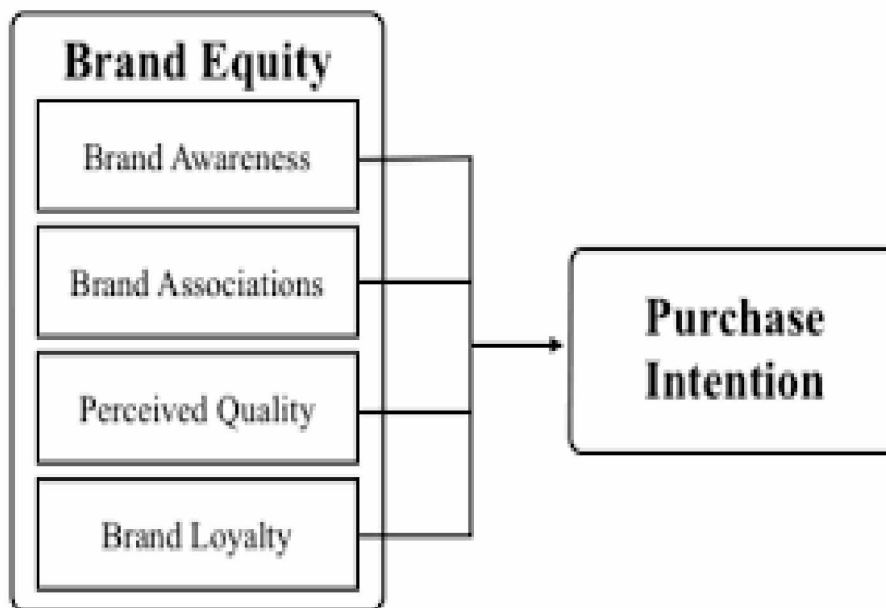 Brand Equity
Brand Awareness
Brand Associations
Perceived Quality
Brand Loyalty
Purchase
Intention